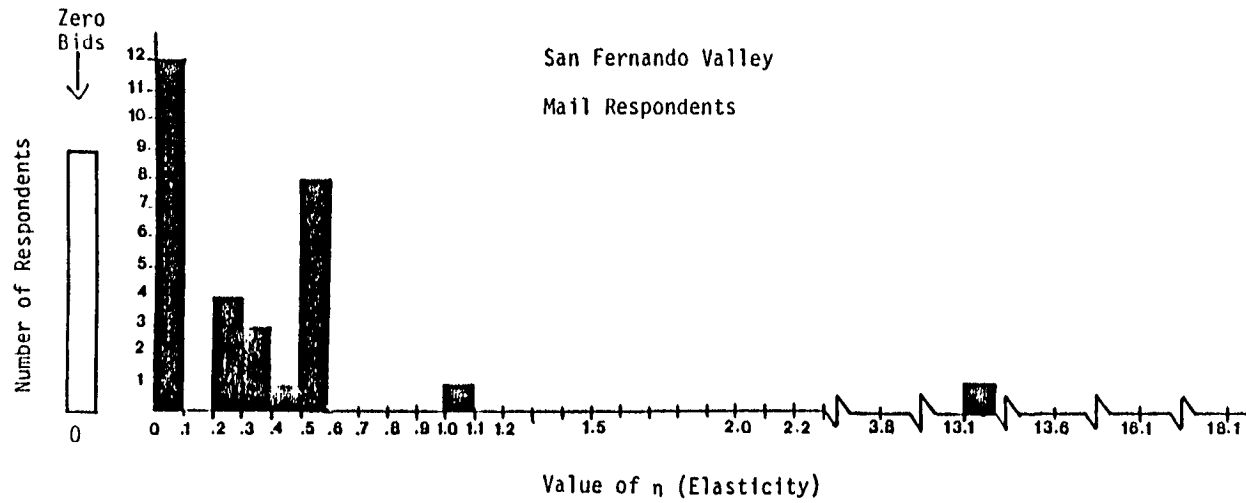 Zero
Bids
San Fernando Valley
Mail Respondents
Number of Respondents
12
11
10
9
8
7
6
5
4
3
2
1
0
0 .1 .2 .3 .4 .5 .6 .7 .8 .9 1.0 1.1 1.2 1.5 2.0 2.2 3.8 13.1 13.6 16.1 18.1
Value of η (Elasticity)